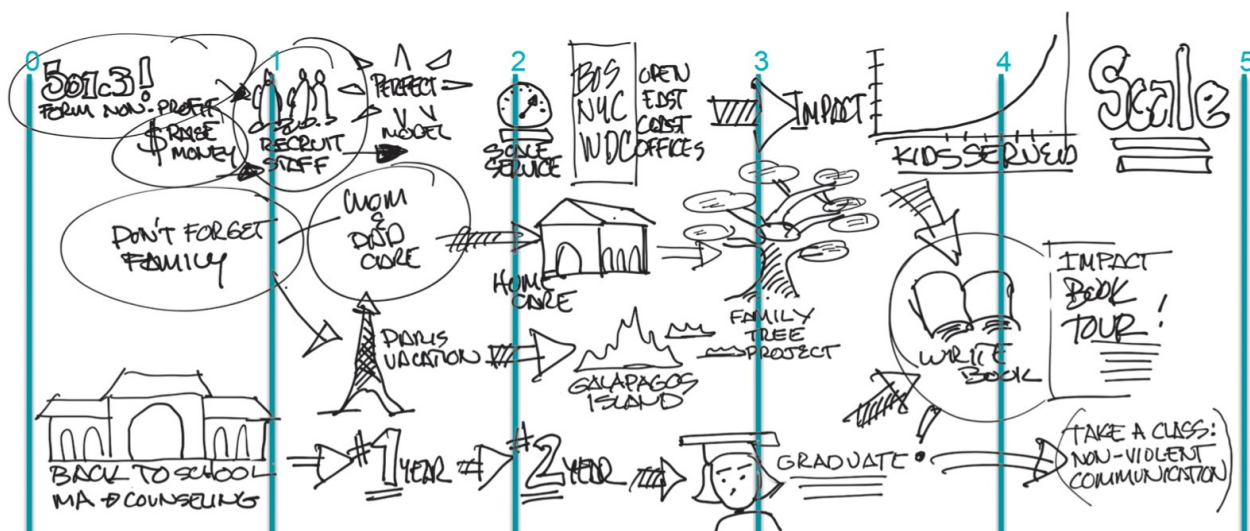 0
1
2
3
4
5
501c3!
FORM NON-PROFIT
$ RAISE
MONEY
RECRUIT
STAFF
PERFECT
MODEL
SCALE
SERVICE
BOS
NYC
WDC
OPEN
EAST
COAST
OFFICES
IMPACT
KIDS SERVED
Scale
DON'T FORGET
FAMILY
MOM
&
DAD
CARE
HOME
CARE
FAMILY
TREE
PROJECT
WRITE
BOOK
IMPACT
BOOK
TOUR!
PARIS
VACATION
GALAPAGOS
ISLAND
BACK TO SCHOOL
MA & COUNSELING
#1 YEAR
#2 YEAR
GRADUATE
TAKE A CLASS:
NON-VIOLENT
COMMUNICATION